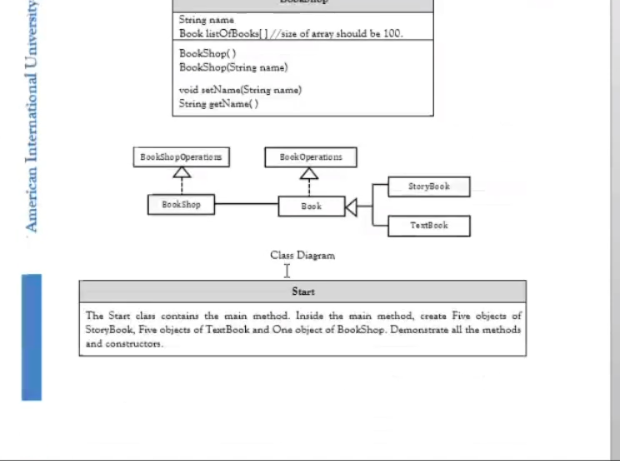 American International University
BookShop
String name
Book listOfBooks[ ] //size of array should be 100.
BookShop( )
BookShop(String name)
void setName(String name)
String getName( )
BookShopOperations
BookOperations
StoryBook
BookShop
Book
TextBook
Class Diagram
Start
The Start class contains the main method. Inside the main method, create Five objects of
StoryBook, Five objects of TextBook and One object of BookShop. Demonstrate all the methods
and constructors.